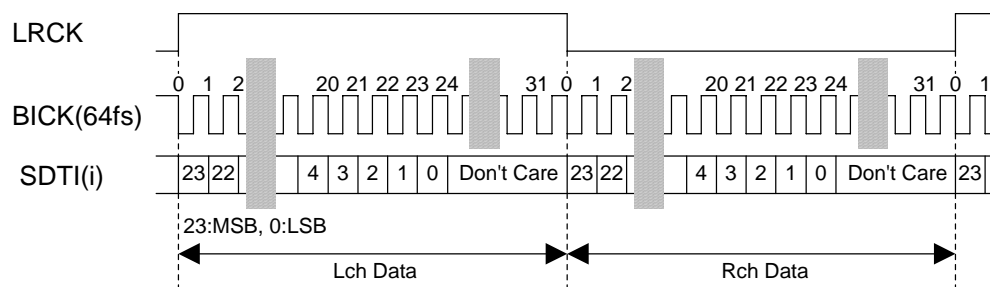 LRCK
0 1 2 20 21 22 23 24 31 0 1 2 20 21 22 23 24 31 0 1
BICK(64fs)
SDTI(i) 23 22 4 3 2 1 0 Don't Care 23 22 4 3 2 1 0 Don't Care 23
23:MSB, 0:LSB
Lch Data Rch Data